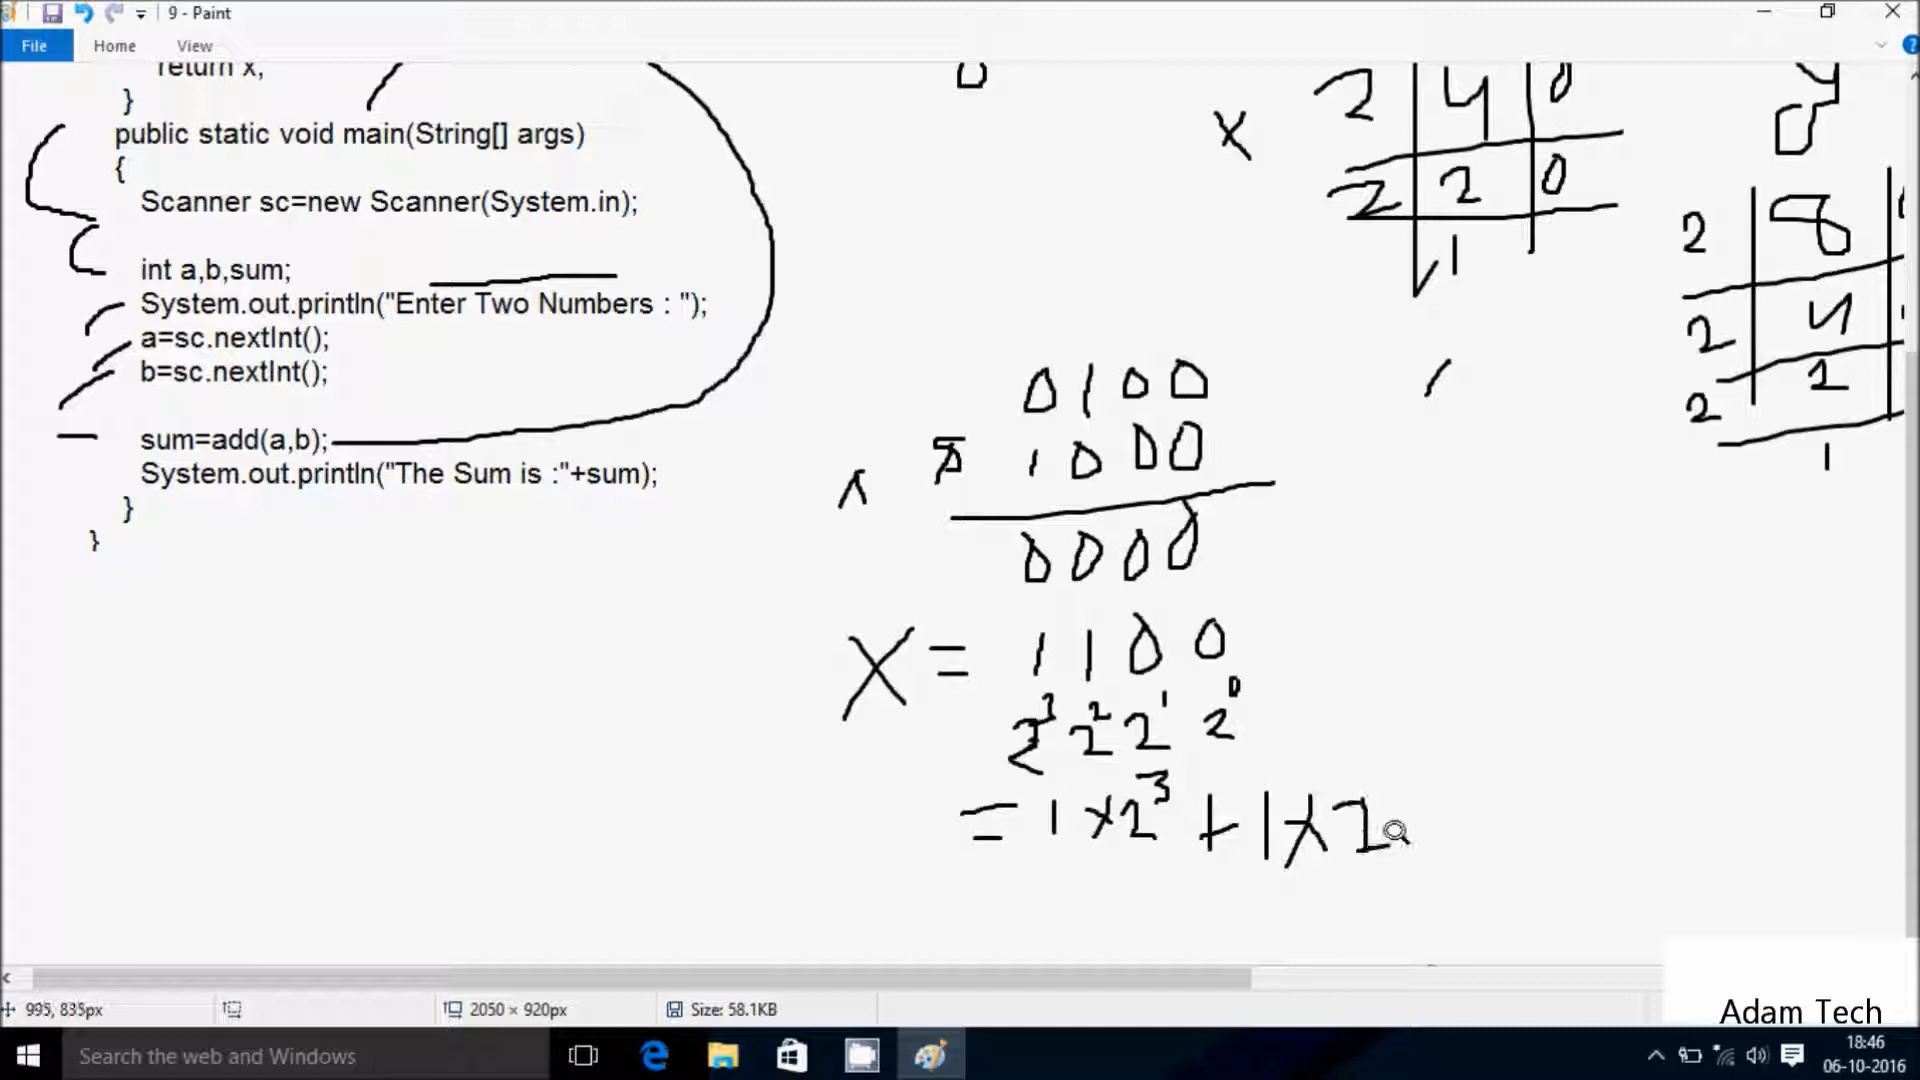 9 - Paint
File Home View
return x;
}
public static void main(String[] args)
{
Scanner sc=new Scanner(System.in);
int a,b,sum;
System.out.println("Enter Two Numbers : ");
a=sc.nextInt();
b=sc.nextInt();
sum=add(a,b);
System.out.println("The Sum is :"+sum);
}
}
x
2 4 0
2 2 0
1
8
2 8
2 4
2 2
1
0100
1000
0000
X = 1100
2³ 2² 2¹ 2⁰
= 1 x 2³ + 1 x 2
995, 835px
2050 × 920px
Size: 58.1KB
Adam Tech
Search the web and Windows
18:46
06-10-2016